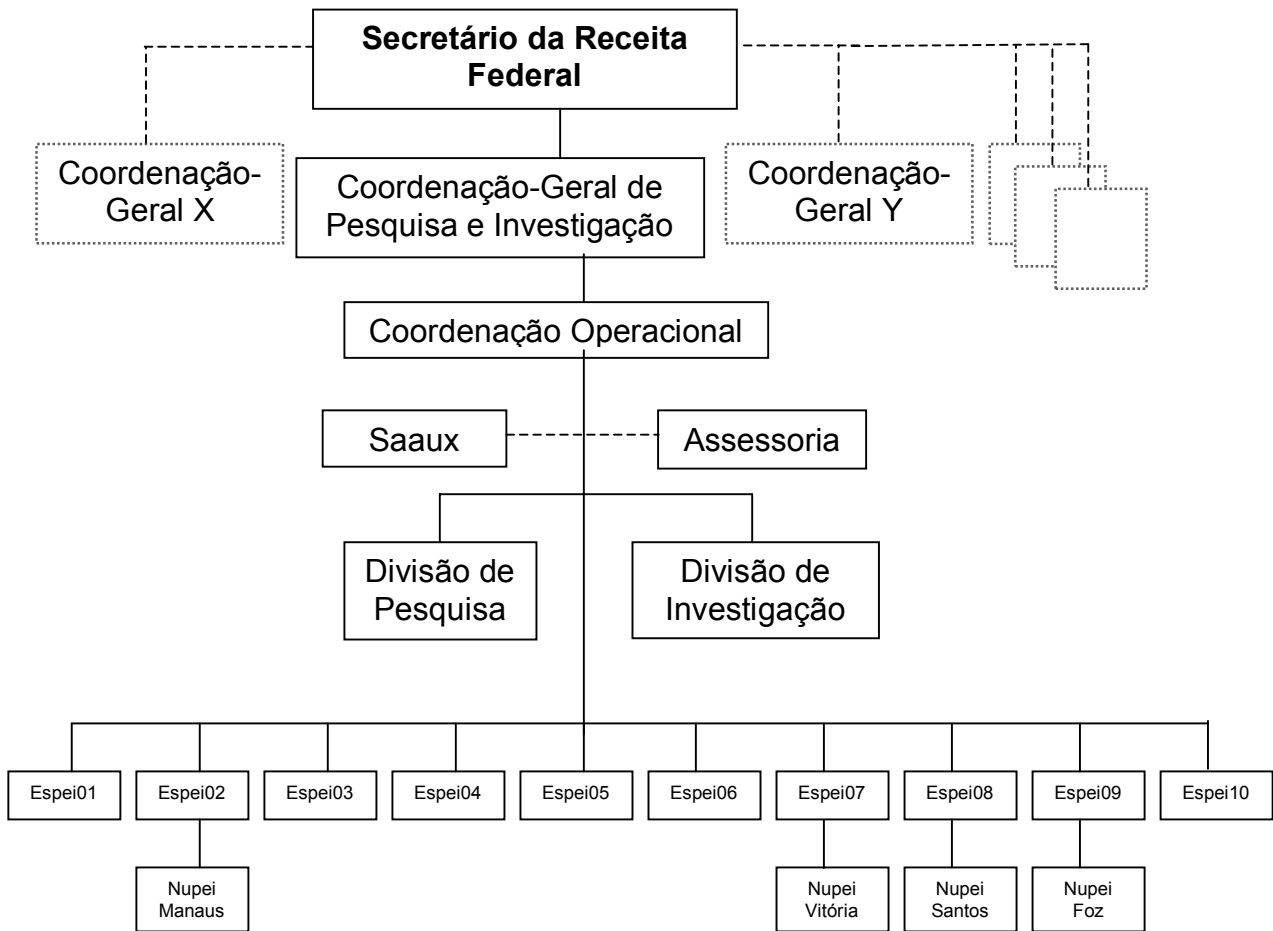 Secretário da Receita
Federal
Coordenação-
Geral X
Coordenação-Geral de
Pesquisa e Investigação
Coordenação-
Geral Y
Coordenação Operacional
Saaux
Assessoria
Divisão de
Pesquisa
Divisão de
Investigação
Espei01
Espei02
Espei03
Espei04
Espei05
Espei06
Espei07
Espei08
Espei09
Espei10
Nupei
Manaus
Nupei
Vitória
Nupei
Santos
Nupei
Foz